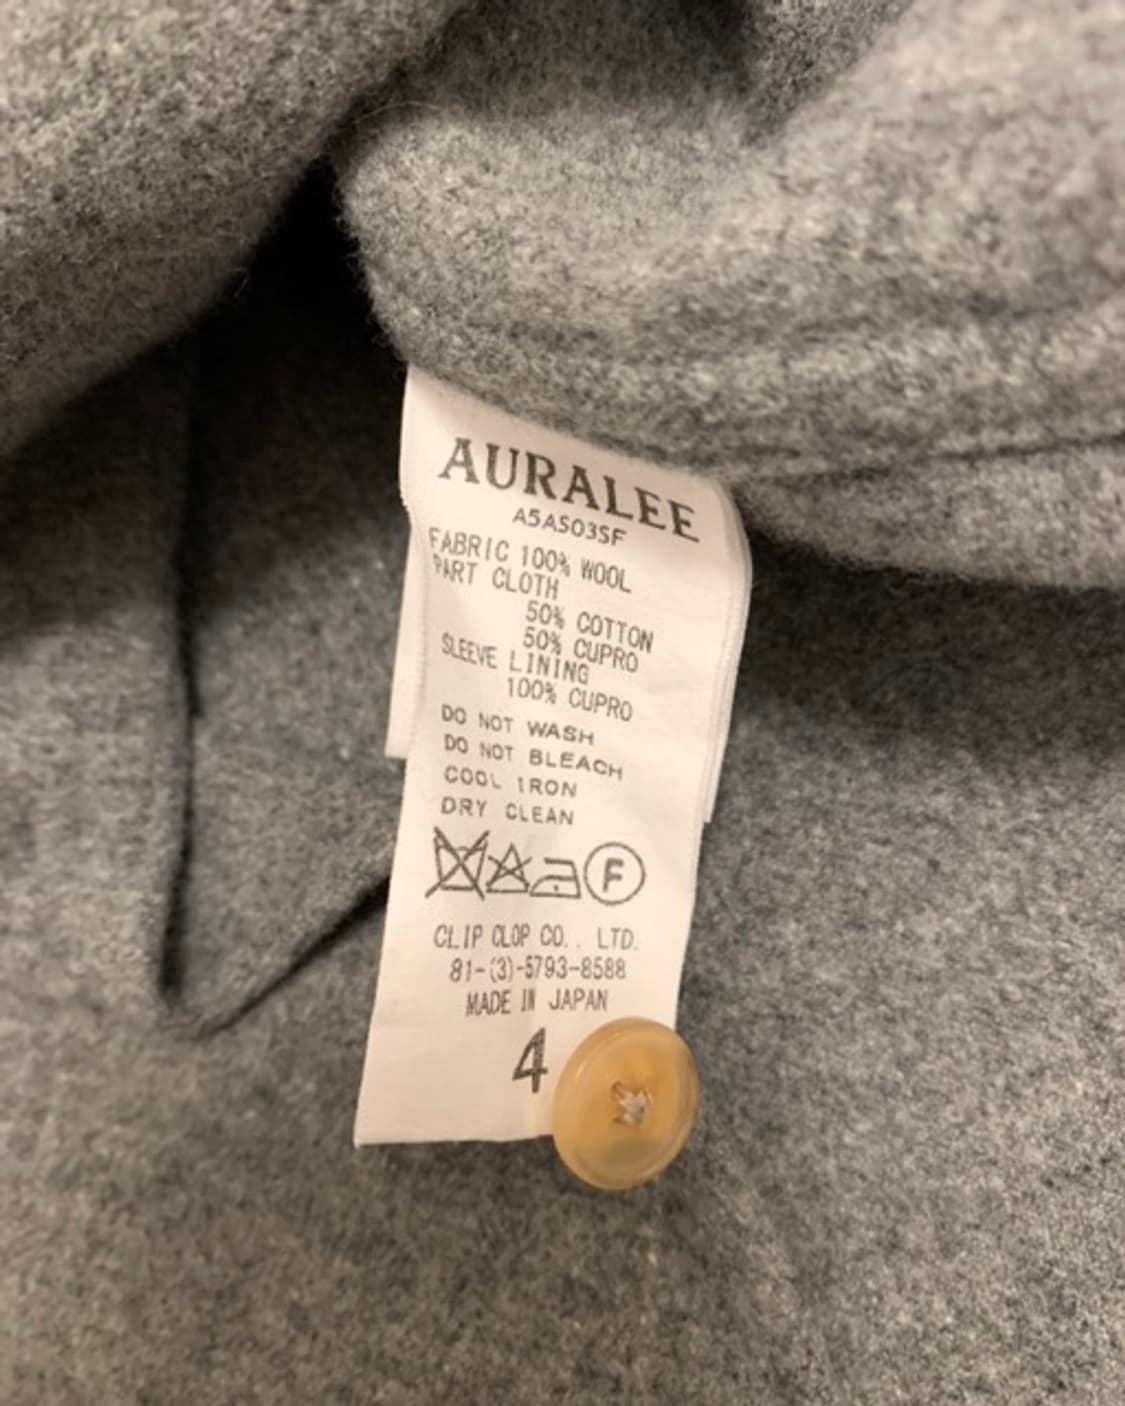 AURALEE
A5AS03SF
FABRIC 100% WOOL
PART CLOTH
50% COTTON
50% CUPRO
SLEEVE LINING
100% CUPRO
DO NOT WASH
DO NOT BLEACH
COOL IRON
DRY CLEAN
F
CLIP CLOP CO., LTD.
81-(3)-5793-8588
MADE IN JAPAN
4